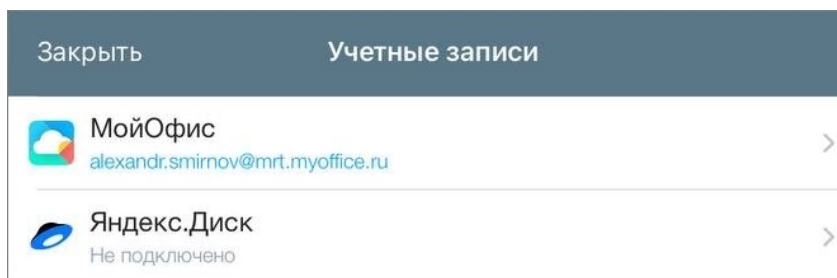 Закрыть Учетные записи
МойОфис
alexandr.smirnov@mrt.myoffice.ru
Яндекс.Диск
Не подключено